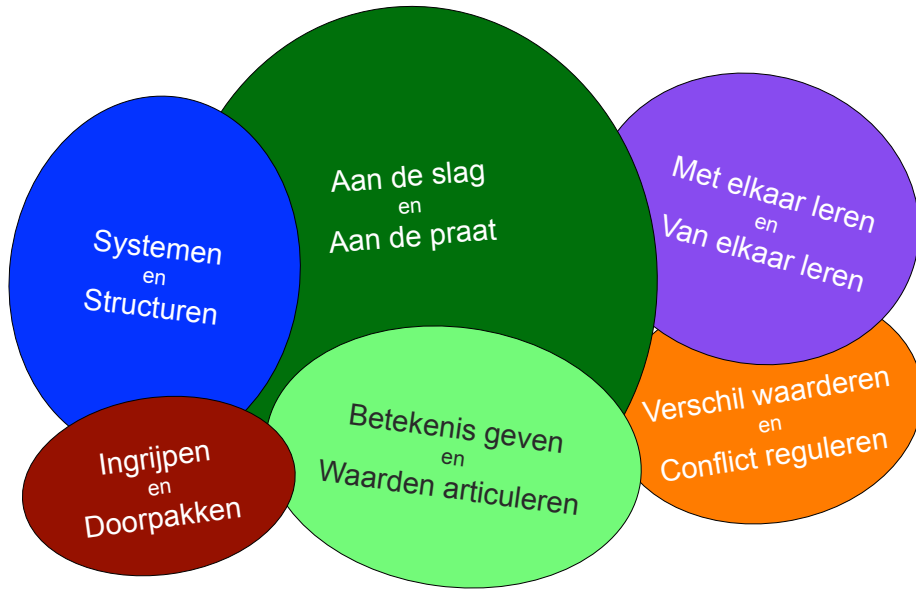 Systemen
en
Structuren
Aan de slag
en
Aan de praat
Met elkaar leren
en
Van elkaar leren
Ingrijpen
en
Doorpakken
Betekenis geven
en
Waarden articuleren
Verschil waarderen
en
Conflict reguleren